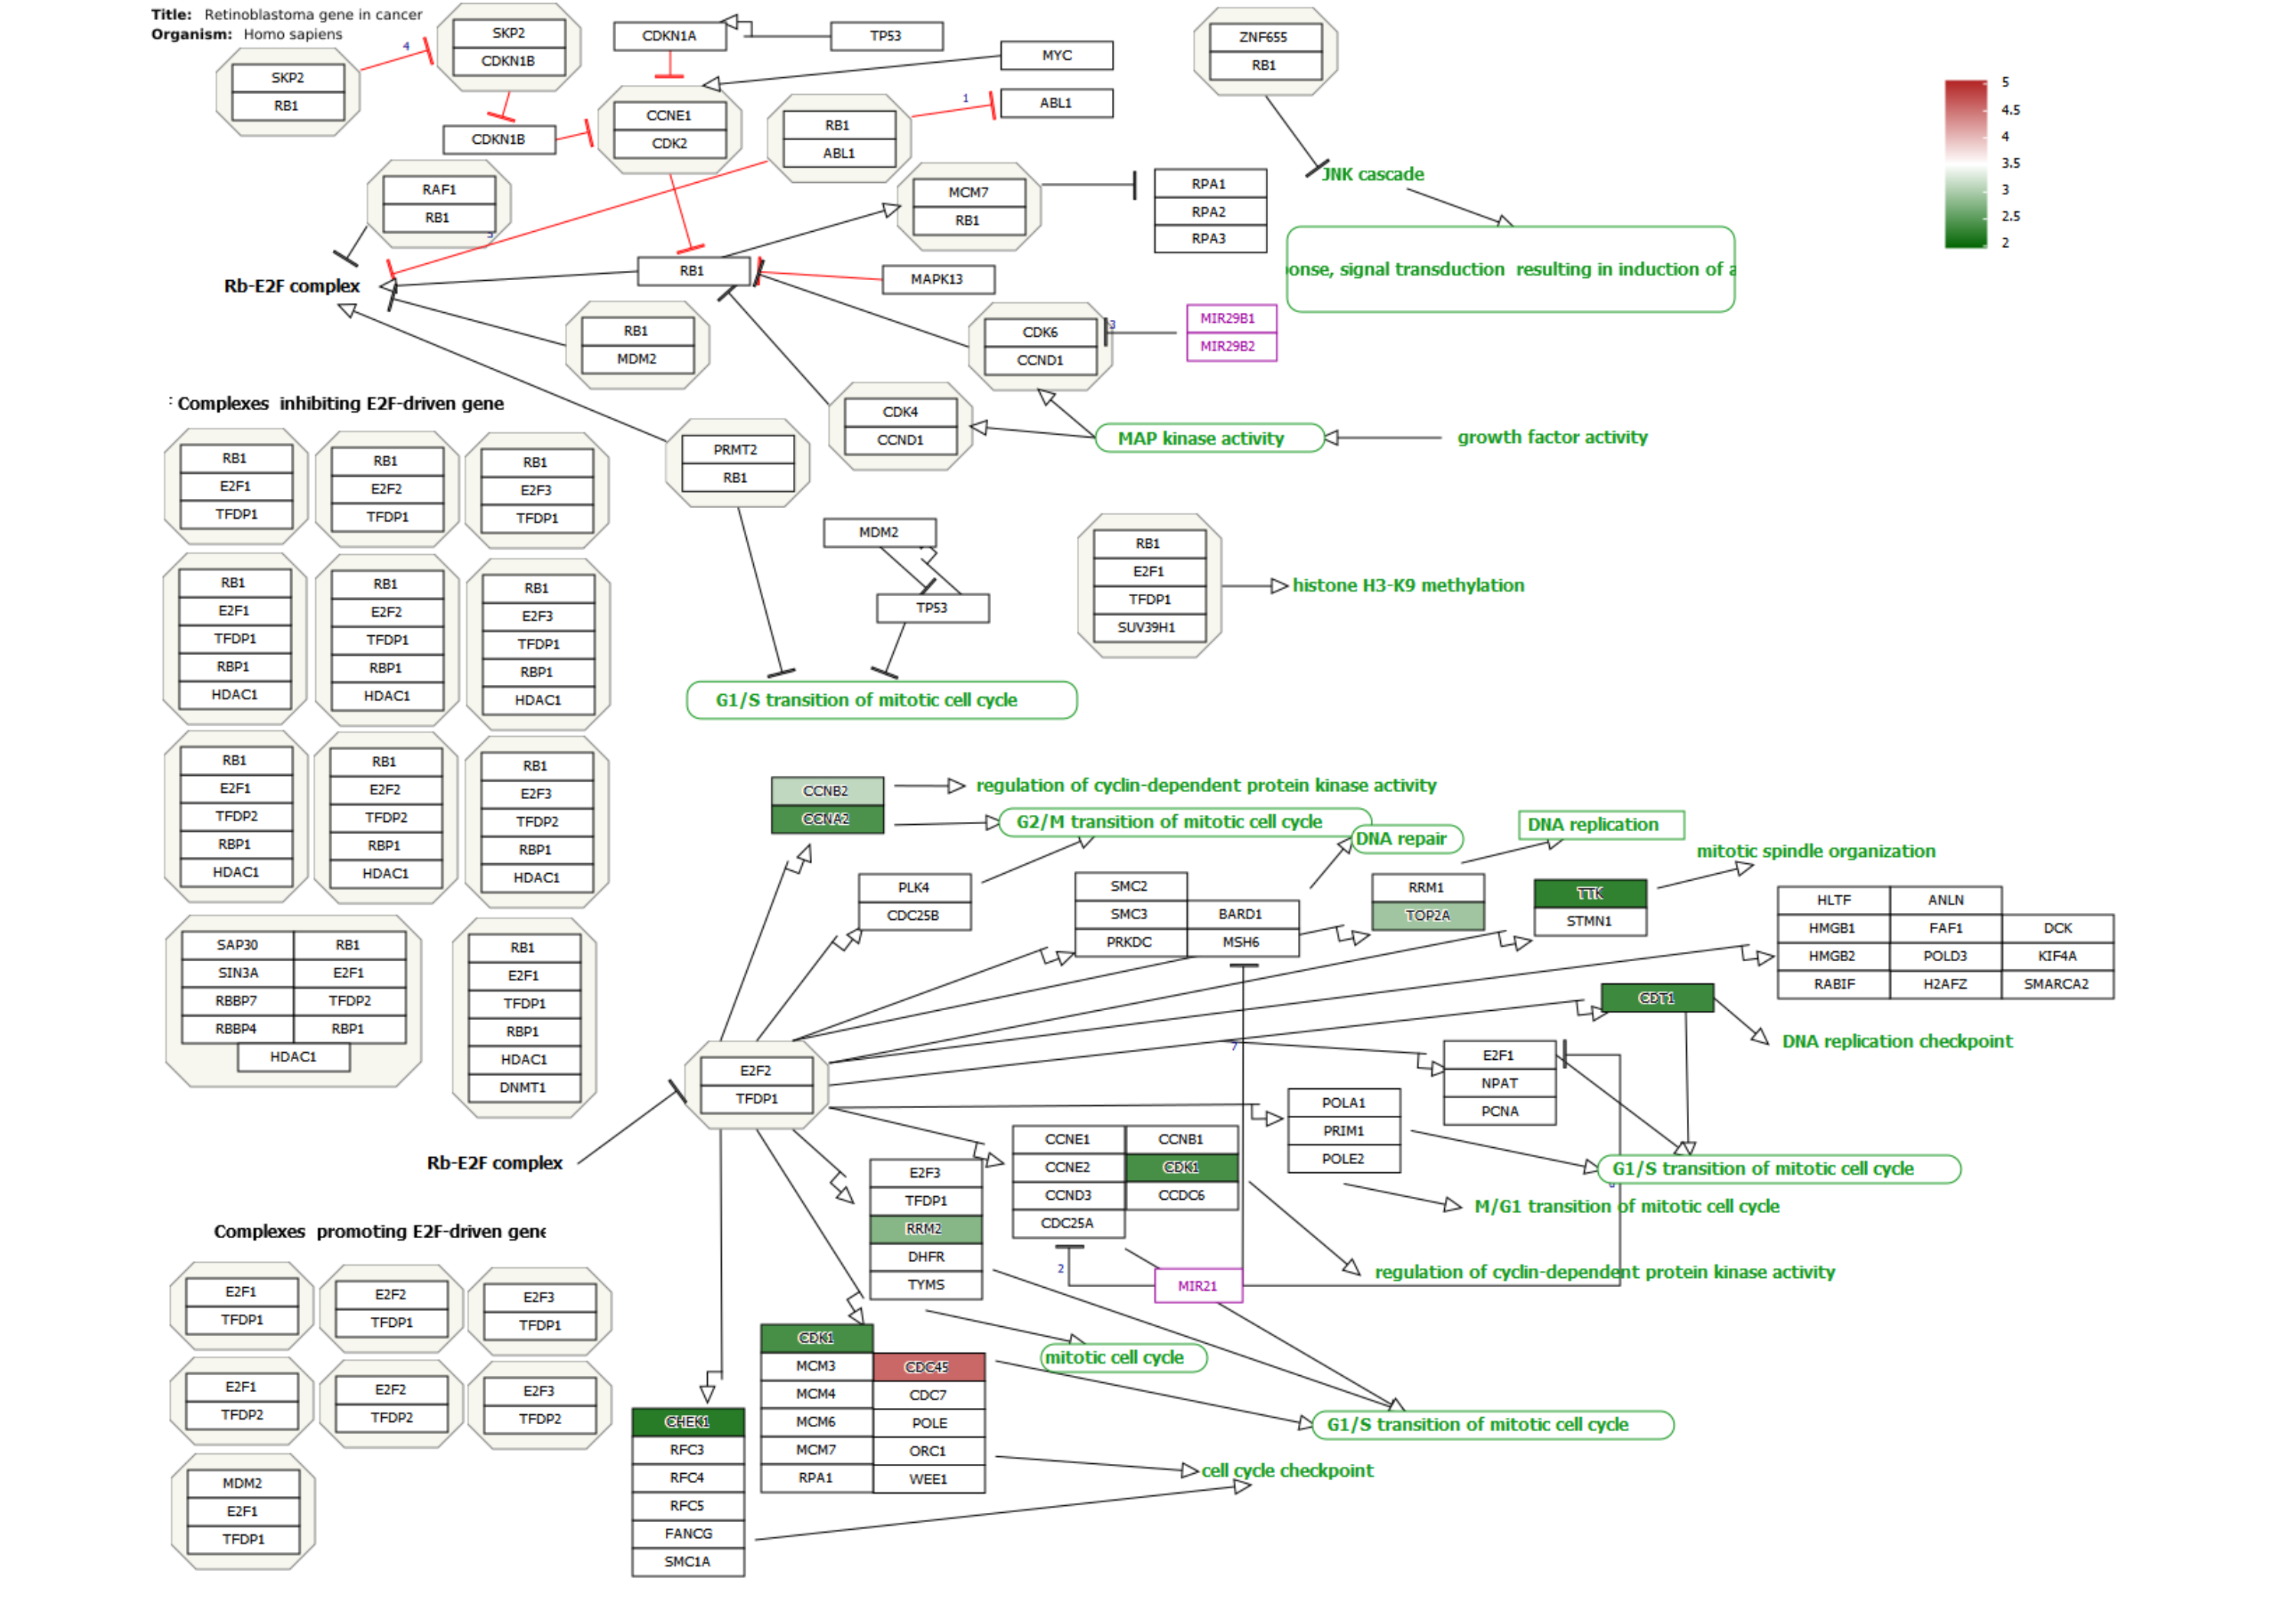 Title: Retinoblastoma gene in cancer
Organism: Homo sapiens
SKP2
RB1
4
SKP2
CDKN1B
CDKN1A
TP53
MYC
ABL1
1
CDKN1B
CCNE1
CDK2
RB1
ABL1
ZNF655
RB1
JNK cascade
onse, signal transduction resulting in induction of a
5
4.5
4
3.5
3
2.5
2
RAF1
RB1
3
MCM7
RB1
RPA1
RPA2
RPA3
Rb-E2F complex
RB1
MAPK13
RB1
MDM2
CDK6
CCND1
3
MIR29B1
MIR29B2
CDK4
CCND1
MAP kinase activity
growth factor activity
PRMT2
RB1
MDM2
TP53
RB1
E2F1
TFDP1
SUV39H1
histone H3-K9 methylation
G1/S transition of mitotic cell cycle
: Complexes inhibiting E2F-driven gene
RB1
E2F1
TFDP1
RB1
E2F2
TFDP1
RB1
E2F3
TFDP1
RB1
E2F1
TFDP1
RBP1
HDAC1
RB1
E2F2
TFDP1
RBP1
HDAC1
RB1
E2F3
TFDP1
RBP1
HDAC1
RB1
E2F1
TFDP2
RBP1
HDAC1
RB1
E2F2
TFDP2
RBP1
HDAC1
RB1
E2F3
TFDP2
RBP1
HDAC1
SAP30 RB1
SIN3A E2F1
RBBP7 TFDP2
RBBP4 RBP1
HDAC1
RB1
E2F1
TFDP1
RBP1
HDAC1
DNMT1
Rb-E2F complex
E2F2
TFDP1
CCNB2
CCNA2
regulation of cyclin-dependent protein kinase activity
G2/M transition of mitotic cell cycle
DNA repair
DNA replication
mitotic spindle organization
PLK4
CDC25B
SMC2
SMC3 BARD1
PRKDC MSH6
RRM1
TOP2A
TTK
STMN1
HLTF ANLN
HMGB1 FAF1 DCK
HMGB2 POLD3 KIF4A
RABIF H2AFZ SMARCA2
CDT1
DNA replication checkpoint
7
E2F1
NPAT
PCNA
POLA1
PRIM1
POLE2
G1/S transition of mitotic cell cycle
M/G1 transition of mitotic cell cycle
CCNE1 CCNB1
CCNE2 CDK1
CCND3 CCDC6
CDC25A
E2F3
TFDP1
RRM2
DHFR
TYMS
2
MIR21
regulation of cyclin-dependent protein kinase activity
mitotic cell cycle
CDK1
MCM3 CDC45
MCM4 CDC7
MCM6 POLE
MCM7 ORC1
RPA1 WEE1
G1/S transition of mitotic cell cycle
cell cycle checkpoint
CHEK1
RFC3
RFC4
RFC5
FANCG
SMC1A
Complexes promoting E2F-driven gene
E2F1
TFDP1
E2F2
TFDP1
E2F3
TFDP1
E2F1
TFDP2
E2F2
TFDP2
E2F3
TFDP2
MDM2
E2F1
TFDP1